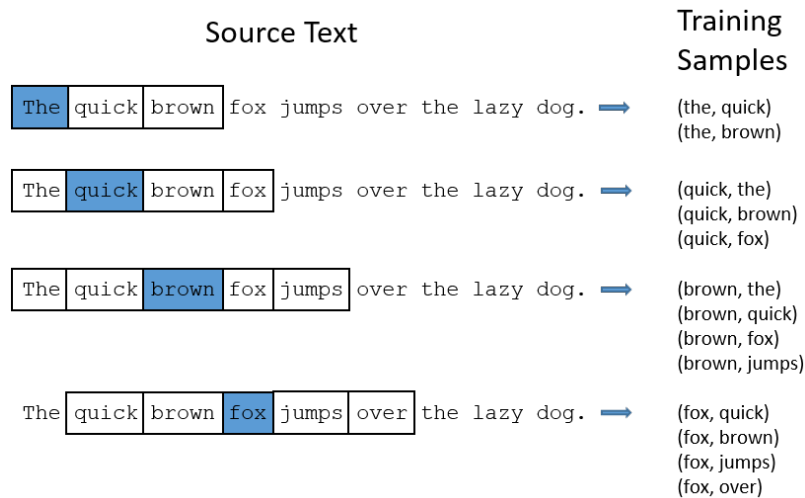 Source Text
Training
Samples
The quick brown fox jumps over the lazy dog.
(the, quick)
(the, brown)
The quick brown fox jumps over the lazy dog.
(quick, the)
(quick, brown)
(quick, fox)
The quick brown fox jumps over the lazy dog.
(brown, the)
(brown, quick)
(brown, fox)
(brown, jumps)
The quick brown fox jumps over the lazy dog.
(fox, quick)
(fox, brown)
(fox, jumps)
(fox, over)